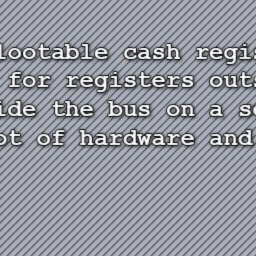 lootable cash regis
for registers outs
ide the bus on a se
ot of hardware and